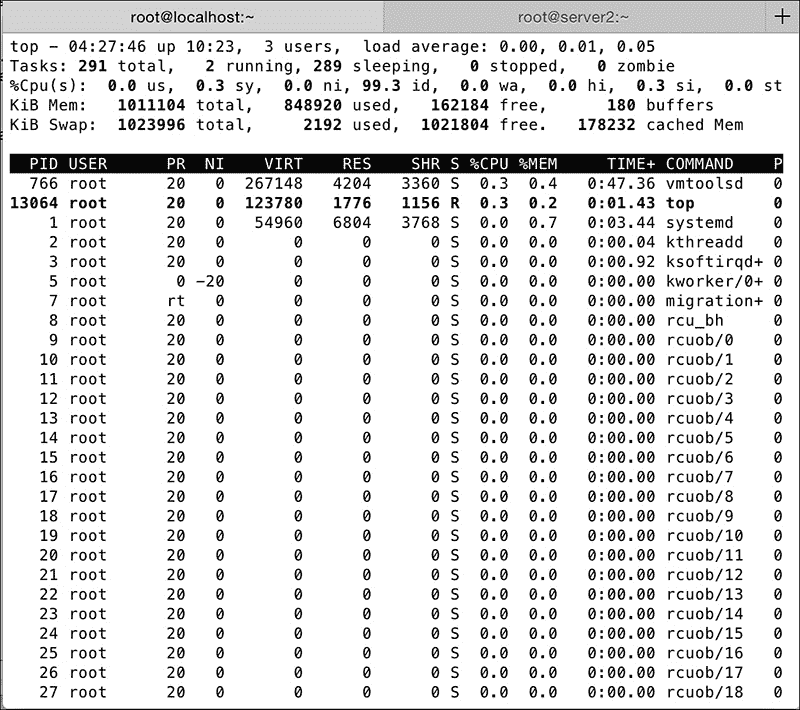 root@localhost:~ root@server2:~ +
top - 04:27:46 up 10:23,  3 users,  load average: 0.00, 0.01, 0.05
Tasks: 291 total,   2 running, 289 sleeping,   0 stopped,   0 zombie
%Cpu(s):  0.0 us,  0.3 sy,  0.0 ni, 99.3 id,  0.0 wa,  0.0 hi,  0.3 si,  0.0 st
KiB Mem:   1011104 total,   848920 used,   162184 free,      180 buffers
KiB Swap:  1023996 total,     2192 used,  1021804 free.   178232 cached Mem
PID USER PR NI VIRT RES SHR S %CPU %MEM TIME+ COMMAND P
766 root 20 0 267148 4204 3360 S 0.3 0.4 0:47.36 vmtoolsd 0
13064 root 20 0 123780 1776 1156 R 0.3 0.2 0:01.43 top 0
1 root 20 0 54960 6804 3768 S 0.0 0.7 0:03.44 systemd 0
2 root 20 0 0 0 0 S 0.0 0.0 0:00.04 kthreadd 0
3 root 20 0 0 0 0 S 0.0 0.0 0:00.92 ksoftirqd+ 0
5 root 0 -20 0 0 0 S 0.0 0.0 0:00.00 kworker/0+ 0
7 root rt 0 0 0 0 S 0.0 0.0 0:00.00 migration+ 0
8 root 20 0 0 0 0 S 0.0 0.0 0:00.00 rcu_bh 0
9 root 20 0 0 0 0 S 0.0 0.0 0:00.00 rcuob/0 0
10 root 20 0 0 0 0 S 0.0 0.0 0:00.00 rcuob/1 0
11 root 20 0 0 0 0 S 0.0 0.0 0:00.00 rcuob/2 0
12 root 20 0 0 0 0 S 0.0 0.0 0:00.00 rcuob/3 0
13 root 20 0 0 0 0 S 0.0 0.0 0:00.00 rcuob/4 0
14 root 20 0 0 0 0 S 0.0 0.0 0:00.00 rcuob/5 0
15 root 20 0 0 0 0 S 0.0 0.0 0:00.00 rcuob/6 0
16 root 20 0 0 0 0 S 0.0 0.0 0:00.00 rcuob/7 0
17 root 20 0 0 0 0 S 0.0 0.0 0:00.00 rcuob/8 0
18 root 20 0 0 0 0 S 0.0 0.0 0:00.00 rcuob/9 0
19 root 20 0 0 0 0 S 0.0 0.0 0:00.00 rcuob/10 0
20 root 20 0 0 0 0 S 0.0 0.0 0:00.00 rcuob/11 0
21 root 20 0 0 0 0 S 0.0 0.0 0:00.00 rcuob/12 0
22 root 20 0 0 0 0 S 0.0 0.0 0:00.00 rcuob/13 0
23 root 20 0 0 0 0 S 0.0 0.0 0:00.00 rcuob/14 0
24 root 20 0 0 0 0 S 0.0 0.0 0:00.00 rcuob/15 0
25 root 20 0 0 0 0 S 0.0 0.0 0:00.00 rcuob/16 0
26 root 20 0 0 0 0 S 0.0 0.0 0:00.00 rcuob/17 0
27 root 20 0 0 0 0 S 0.0 0.0 0:00.00 rcuob/18 0